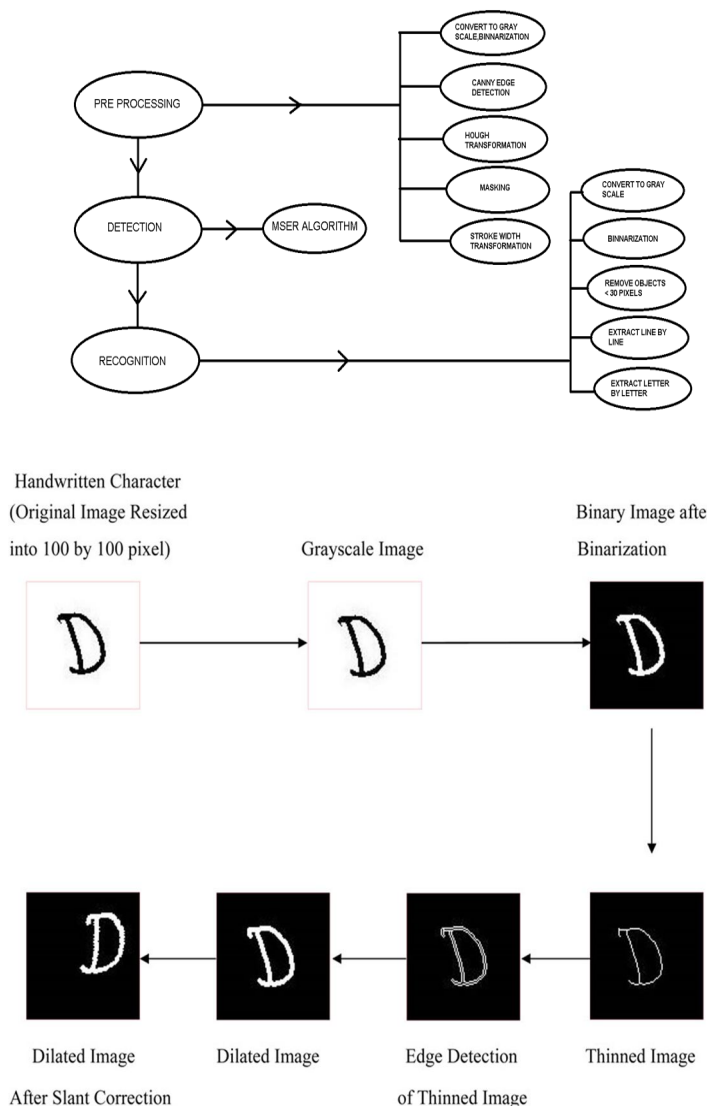 CONVERT TO GRAY
SCALE,BINNARIZATION
PRE PROCESSING
CANNY EDGE
DETECTION
HOUGH
TRANSFORMATION
MASKING
STROKE WIDTH
TRANSFORMATION
DETECTION
MSER ALGORITHM
CONVERT TO GRAY
SCALE
BINNARIZATION
REMOVE OBJECTS
< 30 PIXELS
RECOGNITION
EXTRACT LINE BY
LINE
EXTRACT LETTER
BY LETTER
Handwritten Character
(Original Image Resized
into 100 by 100 pixel)
Grayscale Image
Binary Image after
Binarization
D
D
D
D
D
D
D
Dilated Image
After Slant Correction
Dilated Image
Edge Detection
of Thinned Image
Thinned Image